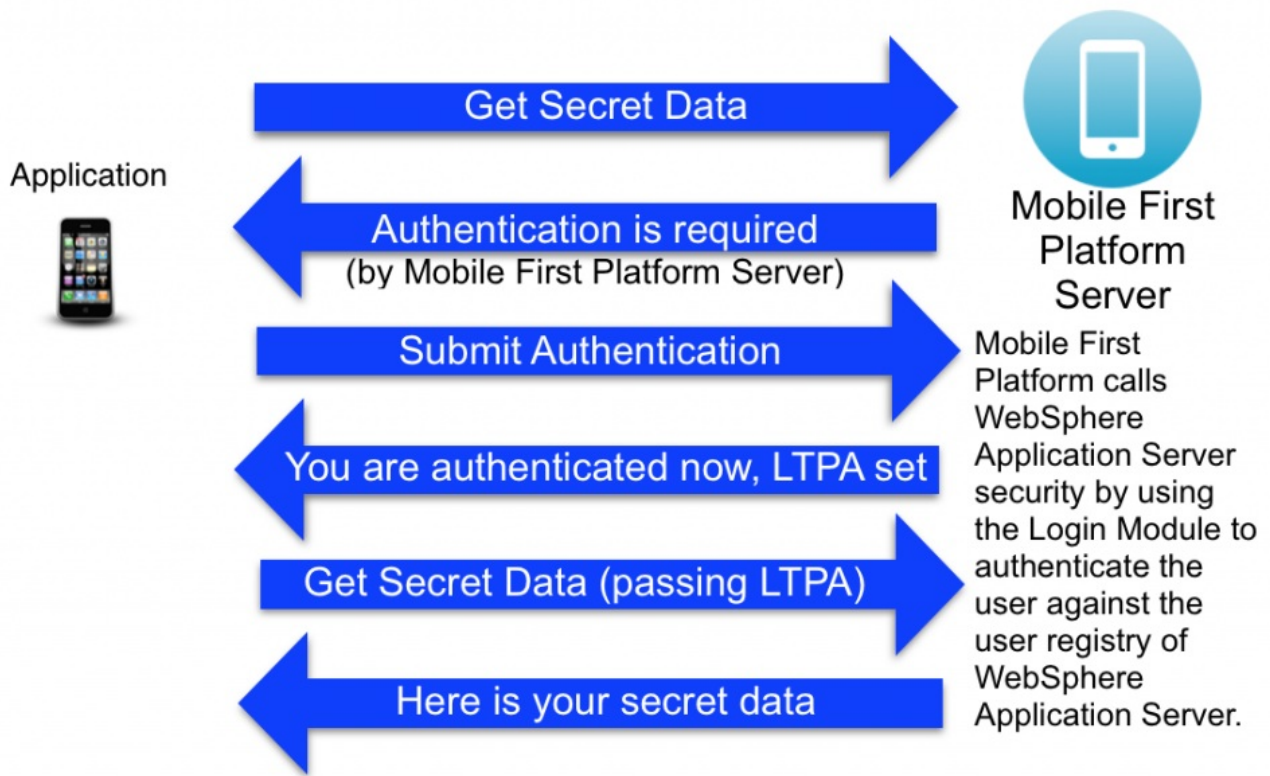 Get Secret Data
Application
Authentication is required
(by Mobile First Platform Server)
Mobile First
Platform
Server
Submit Authentication
Mobile First
Platform calls
WebSphere
Application Server
security by using
the Login Module to
authenticate the
user against the
user registry of
WebSphere
Application Server.
You are authenticated now, LTPA set
Get Secret Data (passing LTPA)
Here is your secret data